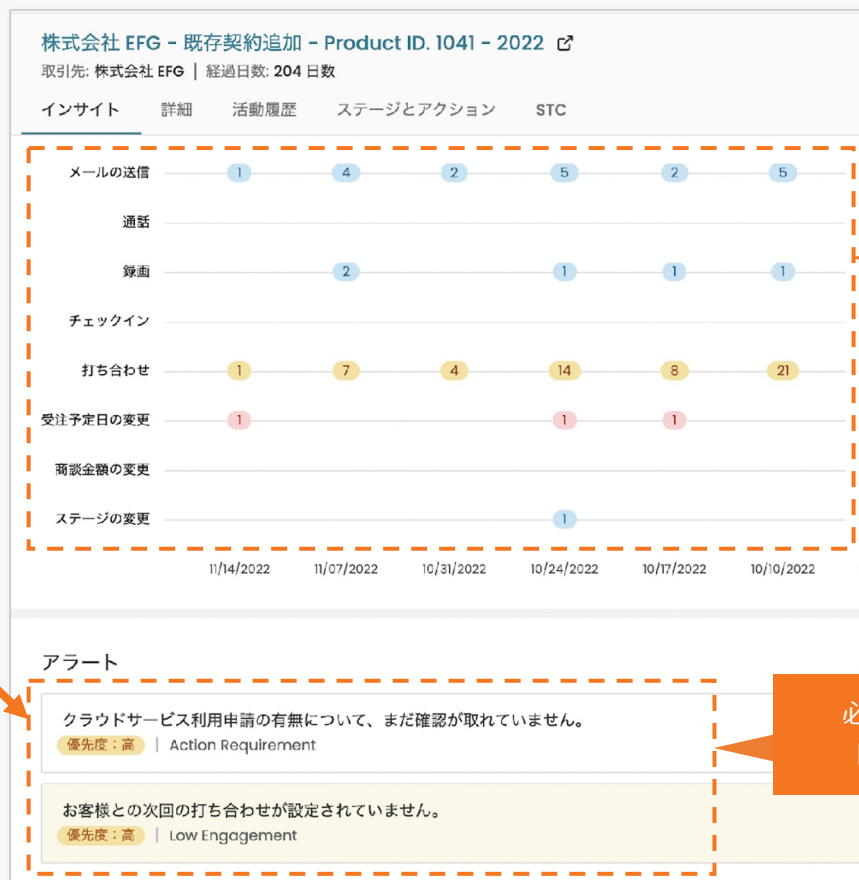 株式会社 EFG - 既存契約追加 - Product ID. 1041 - 2022
取引先: 株式会社 EFG | 経過日数: 204 日数
インサイト 詳細 活動履歴 ステージとアクション STC
メールの送信 1 4 2 5 2 5
通話
録画 2 1 1 1
チェックイン
打ち合わせ 1 7 4 14 8 21
受注予定日の変更 1 1 1
商談金額の変更
ステージの変更 1
11/14/2022 11/07/2022 10/31/2022 10/24/2022 10/17/2022 10/10/2022
アラート
クラウドサービス利用申請の有無について、まだ確認が取れていません。
優先度：高 | Action Requirement
必
お客様との次回の打ち合わせが設定されていません。
優先度：高 | Low Engagement